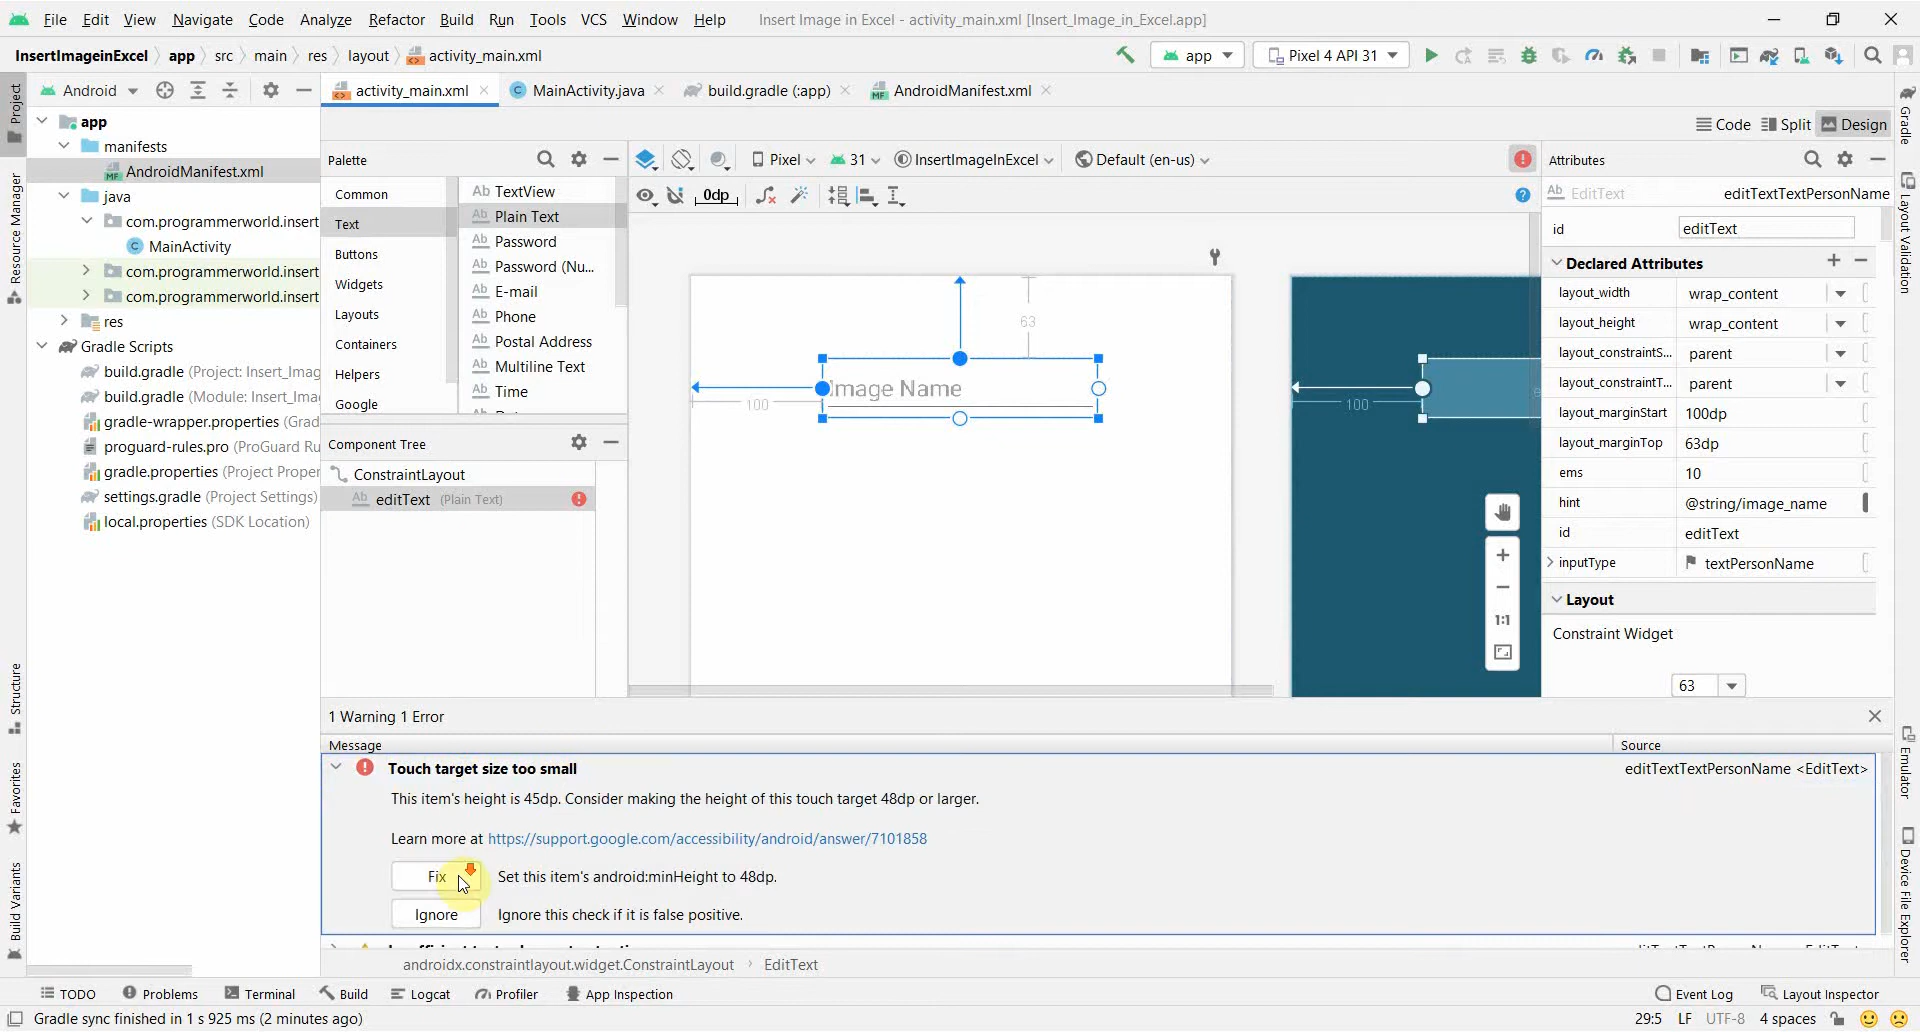 File Edit View Navigate Code Analyze Refactor Build Run Tools VCS Window Help Insert Image in Excel - activity_main.xml [Insert_Image_in_Excel.app]
InsertImageinExcel app src main res layout activity_main.xml app Pixel 4 API 31
Android activity_main.xml MainActivity.java build.gradle (:app) AndroidManifest.xml
Project
Resource Manager
Structure
Favorites
Build Variants
app
manifests
AndroidManifest.xml
java
com.programmerworld.insert
MainActivity
com.programmerworld.insert
com.programmerworld.insert
res
Gradle Scripts
build.gradle (Project: Insert_Imag
build.gradle (Module: Insert_Ima
gradle-wrapper.properties (Grad
proguard-rules.pro (ProGuard Ru
gradle.properties (Project Proper
settings.gradle (Project Settings)
local.properties (SDK Location)
Code Split Design
Palette
Common
Text
Buttons
Widgets
Layouts
Containers
Helpers
Google
Ab TextView
Ab Plain Text
Ab Password
Ab Password (Nu...
Ab E-mail
Ab Phone
Ab Postal Address
Ab Multiline Text
Ab Time
Component Tree
ConstraintLayout
Ab editText (Plain Text)
Pixel 31 InsertImageInExcel Default (en-us)
0dp
63
Image Name
100
100
1:1
Attributes
Ab EditText editTextTextPersonName
id editText
Declared Attributes
layout_width wrap_content
layout_height wrap_content
layout_constraintS... parent
layout_constraintT... parent
layout_marginStart 100dp
layout_marginTop 63dp
ems 10
hint @string/image_name
id editText
inputType textPersonName
Layout
Constraint Widget
63
Gradle
Layout Validation
Emulator
Device File Explorer
1 Warning 1 Error
Message Source
Touch target size too small editTextTextPersonName <EditText>
This item's height is 45dp. Consider making the height of this touch target 48dp or larger.
Learn more at https://support.google.com/accessibility/android/answer/7101858
Fix Set this item's android:minHeight to 48dp.
Ignore Ignore this check if it is false positive.
androidx.constraintlayout.widget.ConstraintLayout EditText
TODO Problems Terminal Build Logcat Profiler App Inspection Event Log Layout Inspector
Gradle sync finished in 1 s 925 ms (2 minutes ago) 29:5 LF UTF-8 4 spaces